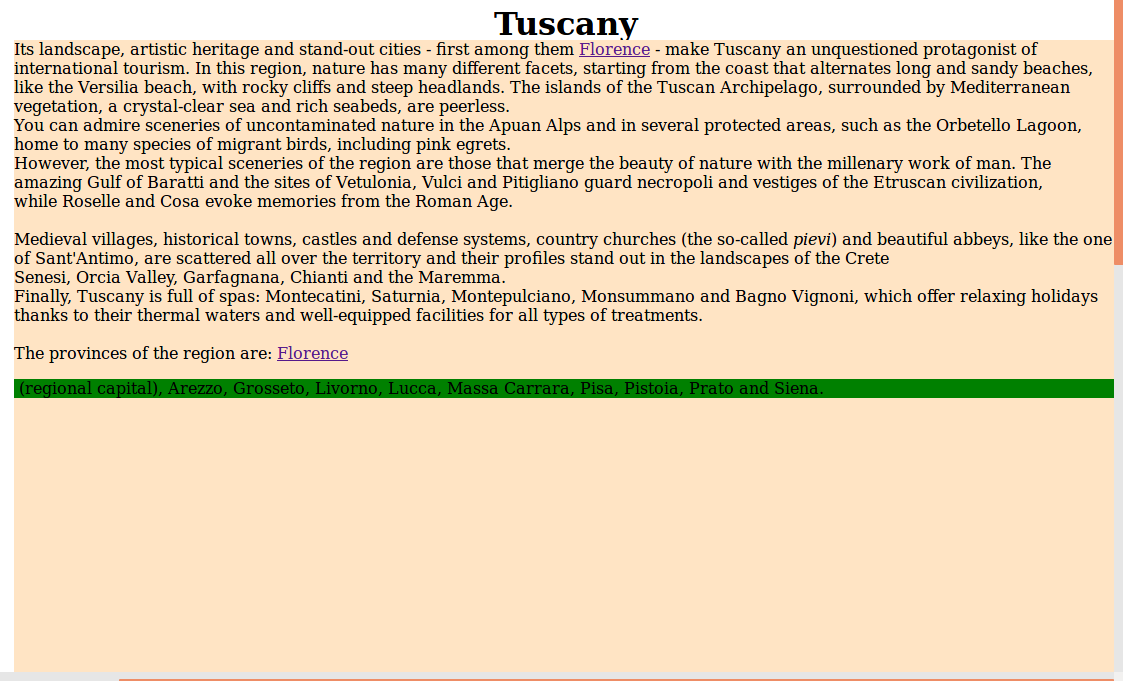 Tuscany
Its landscape, artistic heritage and stand-out cities - first among them Florence - make Tuscany an unquestioned protagonist of
international tourism. In this region, nature has many different facets, starting from the coast that alternates long and sandy beaches,
like the Versilia beach, with rocky cliffs and steep headlands. The islands of the Tuscan Archipelago, surrounded by Mediterranean
vegetation, a crystal-clear sea and rich seabeds, are peerless.
You can admire sceneries of uncontaminated nature in the Apuan Alps and in several protected areas, such as the Orbetello Lagoon,
home to many species of migrant birds, including pink egrets.
However, the most typical sceneries of the region are those that merge the beauty of nature with the millenary work of man. The
amazing Gulf of Baratti and the sites of Vetulonia, Vulci and Pitigliano guard necropoli and vestiges of the Etruscan civilization,
while Roselle and Cosa evoke memories from the Roman Age.
Medieval villages, historical towns, castles and defense systems, country churches (the so-called pievi) and beautiful abbeys, like the one
of Sant'Antimo, are scattered all over the territory and their profiles stand out in the landscapes of the Crete
Senesi, Orcia Valley, Garfagnana, Chianti and the Maremma.
Finally, Tuscany is full of spas: Montecatini, Saturnia, Montepulciano, Monsummano and Bagno Vignoni, which offer relaxing holidays
thanks to their thermal waters and well-equipped facilities for all types of treatments.
The provinces of the region are: Florence
(regional capital), Arezzo, Grosseto, Livorno, Lucca, Massa Carrara, Pisa, Pistoia, Prato and Siena.